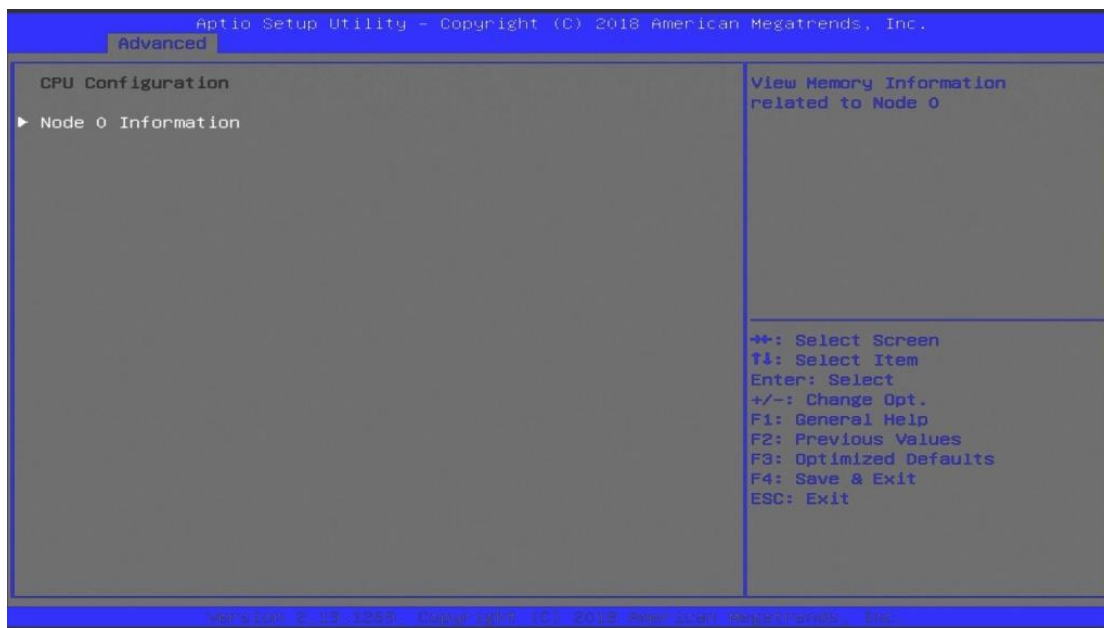 Aptio Setup Utility – Copyright (C) 2018 American Megatrends, Inc.
Advanced
CPU Configuration
▶ Node 0 Information
View Memory Information
related to Node 0
→←: Select Screen
↑↓: Select Item
Enter: Select
+/-: Change Opt.
F1: General Help
F2: Previous Values
F3: Optimized Defaults
F4: Save & Exit
ESC: Exit
Version Copyright (C) 2018 American Megatrends, Inc.